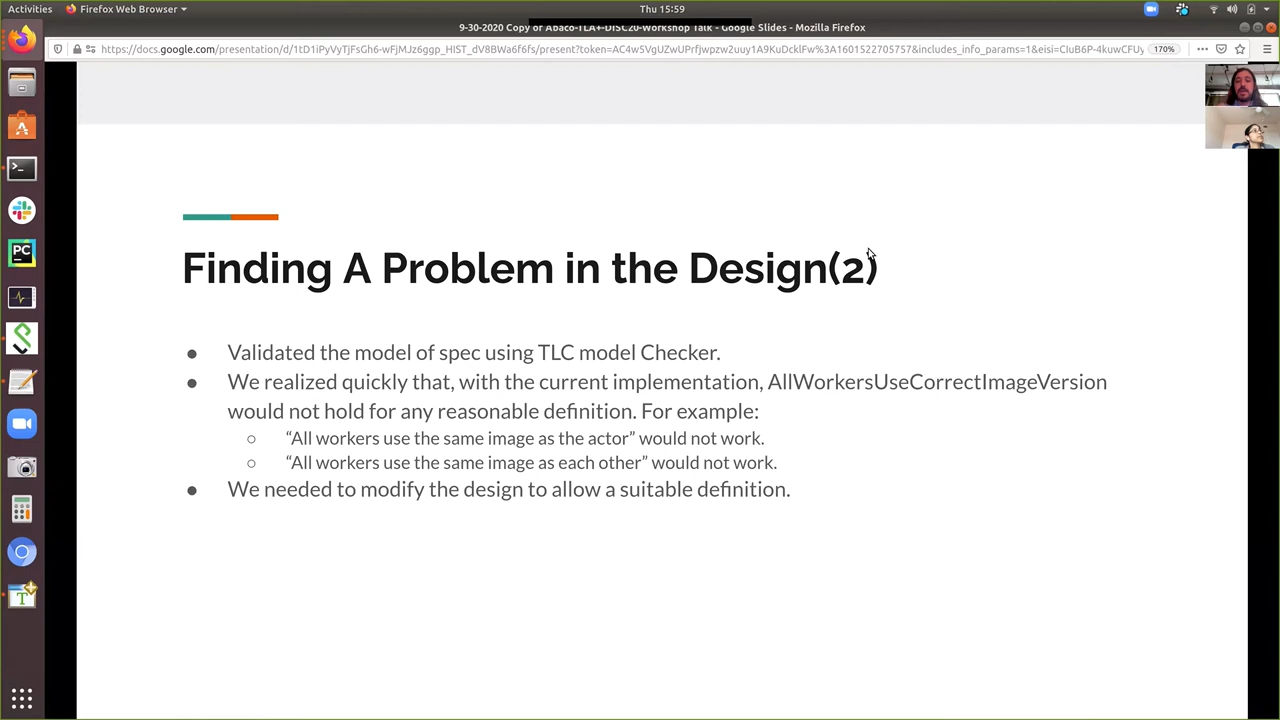 Activities
Firefox Web Browser
Thu 15:59
9-30-2020 Copy of Abaco-TLA+-DISC20-Workshop Talk - Google Slides - Mozilla Firefox
170%
Finding A Problem in the Design(2)
● Validated the model of spec using TLC model Checker.
● We realized quickly that, with the current implementation, AllWorkersUseCorrectImageVersion
would not hold for any reasonable definition. For example:
○ “All workers use the same image as the actor” would not work.
○ “All workers use the same image as each other” would not work.
● We needed to modify the design to allow a suitable definition.
PC
T